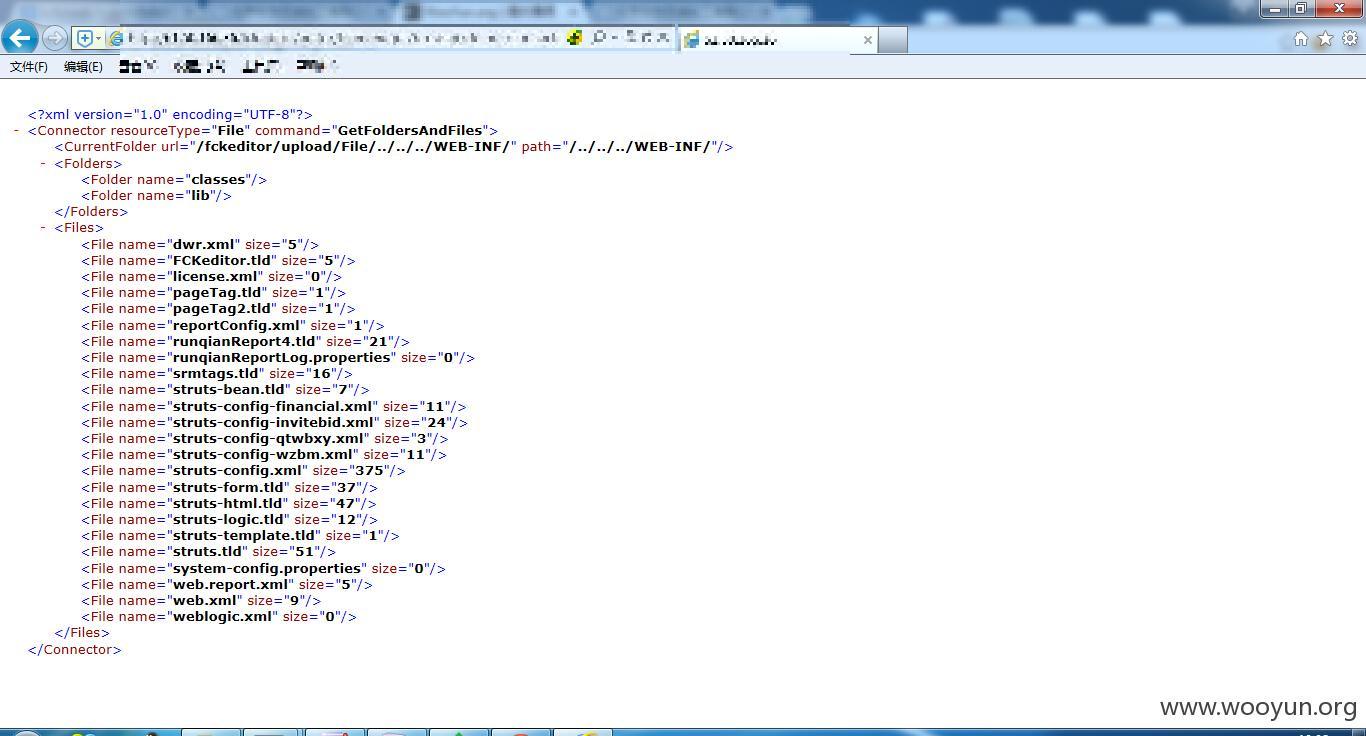 文件(F) 编辑(E)
<?xml version="1.0" encoding="UTF-8"?>
- <Connector resourceType="File" command="GetFoldersAndFiles">
<CurrentFolder url="/fckeditor/upload/File/../../../WEB-INF/" path="/../../../WEB-INF/"/>
- <Folders>
<Folder name="classes"/>
<Folder name="lib"/>
</Folders>
- <Files>
<File name="dwr.xml" size="5"/>
<File name="FCKeditor.tld" size="5"/>
<File name="license.xml" size="0"/>
<File name="pageTag.tld" size="1"/>
<File name="pageTag2.tld" size="1"/>
<File name="reportConfig.xml" size="1"/>
<File name="runqianReport4.tld" size="21"/>
<File name="runqianReportLog.properties" size="0"/>
<File name="srmtags.tld" size="16"/>
<File name="struts-bean.tld" size="7"/>
<File name="struts-config-financial.xml" size="11"/>
<File name="struts-config-invitebid.xml" size="24"/>
<File name="struts-config-qtwbxy.xml" size="3"/>
<File name="struts-config-wzbm.xml" size="11"/>
<File name="struts-config.xml" size="375"/>
<File name="struts-form.tld" size="37"/>
<File name="struts-html.tld" size="47"/>
<File name="struts-logic.tld" size="12"/>
<File name="struts-template.tld" size="1"/>
<File name="struts.tld" size="51"/>
<File name="system-config.properties" size="0"/>
<File name="web.report.xml" size="5"/>
<File name="web.xml" size="9"/>
<File name="weblogic.xml" size="0"/>
</Files>
</Connector>
www.wooyun.org